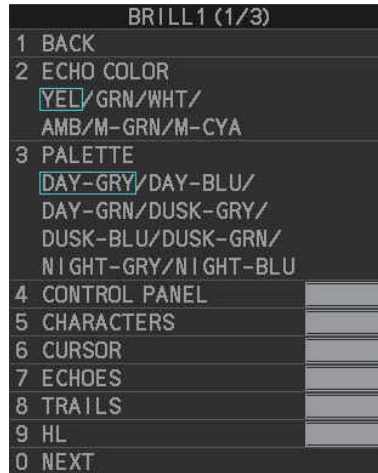 BRILL1 (1/3)
1 BACK
2 ECHO COLOR
YEL/GRN/WHT/
AMB/M-GRN/M-CYA
3 PALETTE
DAY-GRY/DAY-BLU/
DAY-GRN/DUSK-GRY/
DUSK-BLU/DUSK-GRN/
NIGHT-GRY/NIGHT-BLU
4 CONTROL PANEL
5 CHARACTERS
6 CURSOR
7 ECHOES
8 TRAILS
9 HL
0 NEXT